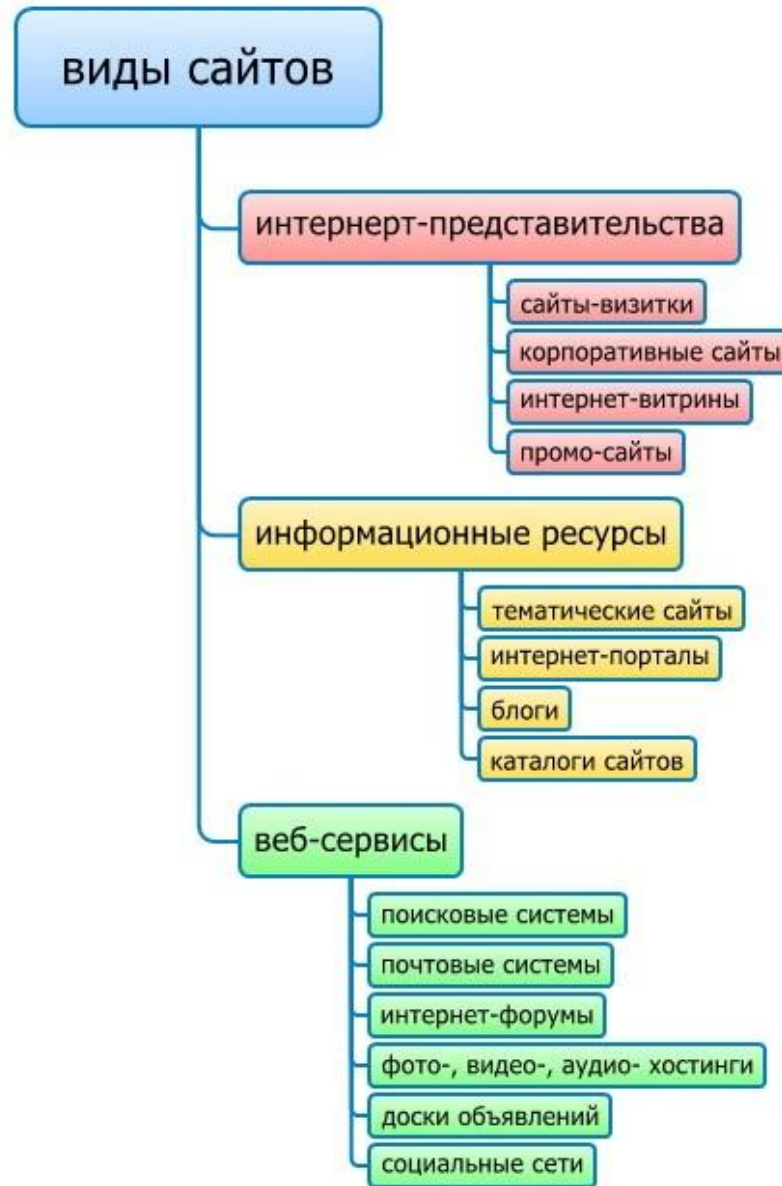 виды сайтов
интернерт-представительства
сайты-визитки
корпоративные сайты
интернет-витрины
промо-сайты
информационные ресурсы
тематические сайты
интернет-порталы
блоги
каталоги сайтов
веб-сервисы
поисковые системы
почтовые системы
интернет-форумы
фото-, видео-, аудио- хостинги
доски объявлений
социальные сети